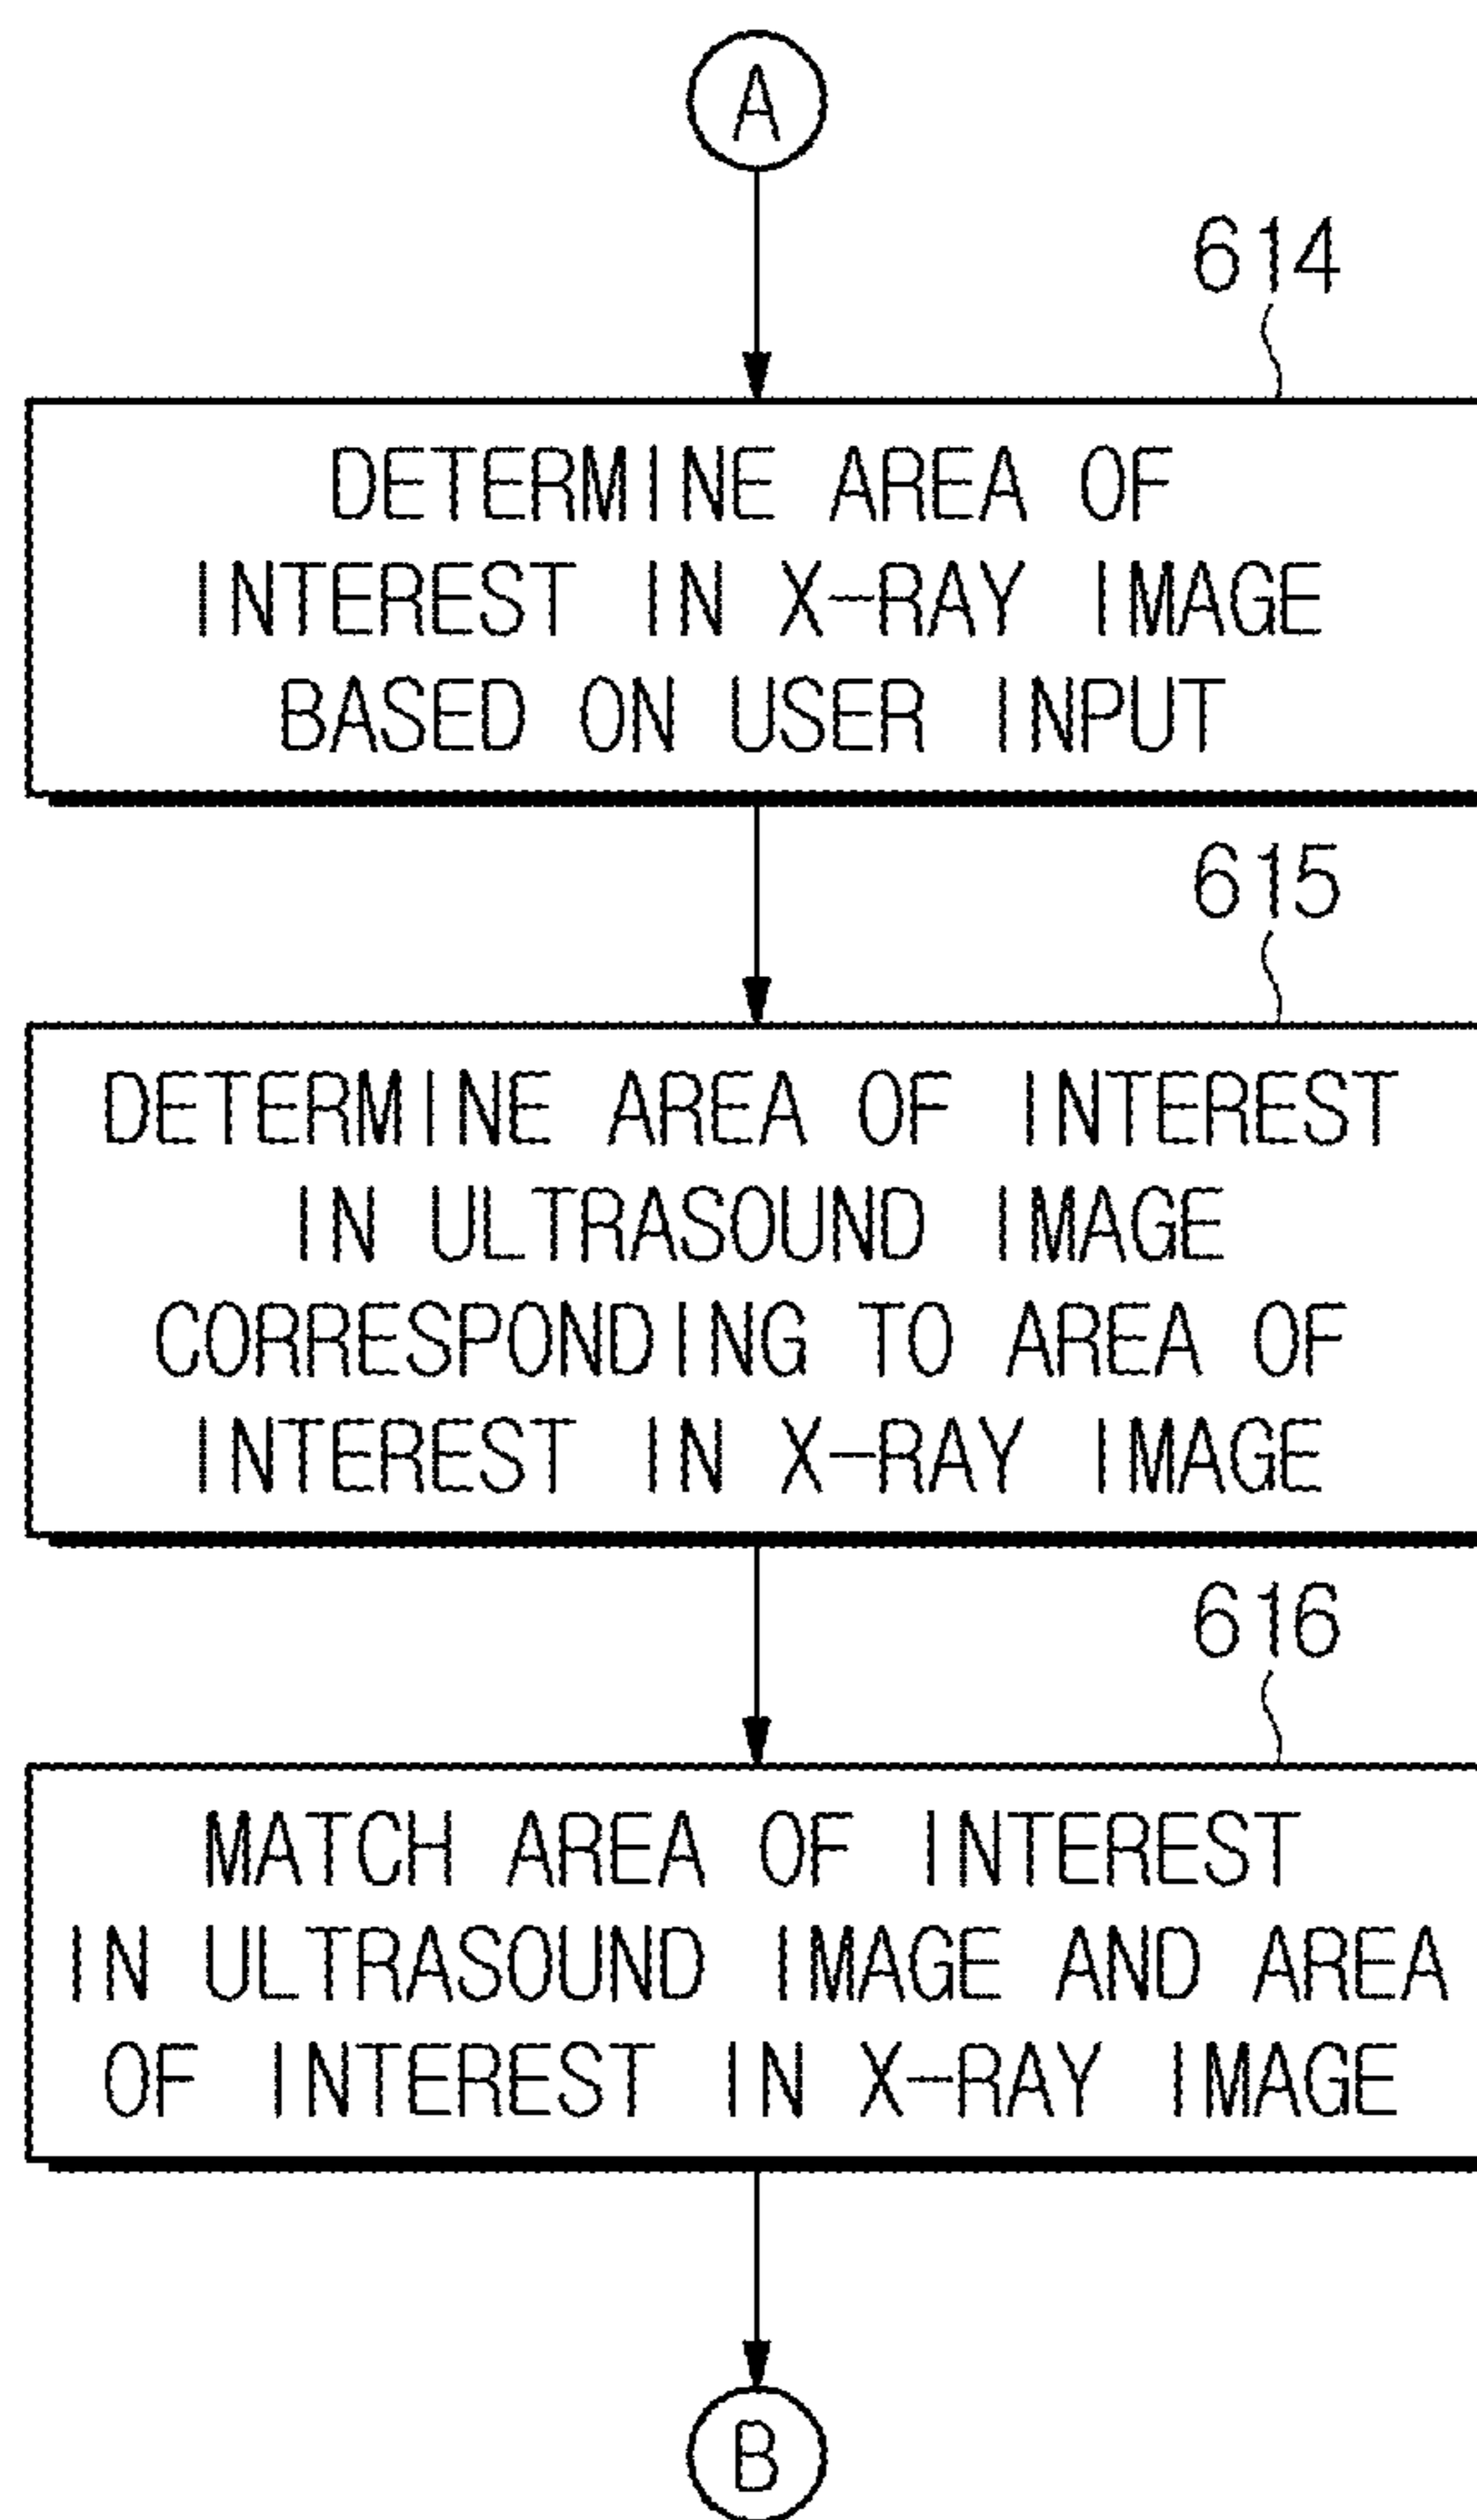 A
614
DETERMINE AREA OF
INTEREST IN X-RAY IMAGE
BASED ON USER INPUT
615
DETERMINE AREA OF INTEREST
IN ULTRASOUND IMAGE
CORRESPONDING TO AREA OF
INTEREST IN X-RAY IMAGE
616
MATCH AREA OF INTEREST
IN ULTRASOUND IMAGE AND AREA
OF INTEREST IN X-RAY IMAGE
B